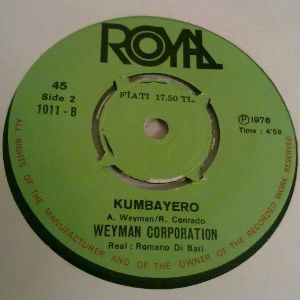 ROYAL
45
Side 2
1011 - B
FİATI 17.50 TL.
Ⓟ 1976
Time : 4'58
KUMBAYERO
A. Weyman/R. Conrado
WEYMAN CORPORATION
Real : Romano Di Bari
ALL RIGHTS OF THE MANUFACTURER AND OF THE OWNER OF THE RECORDED WORK RESERVED